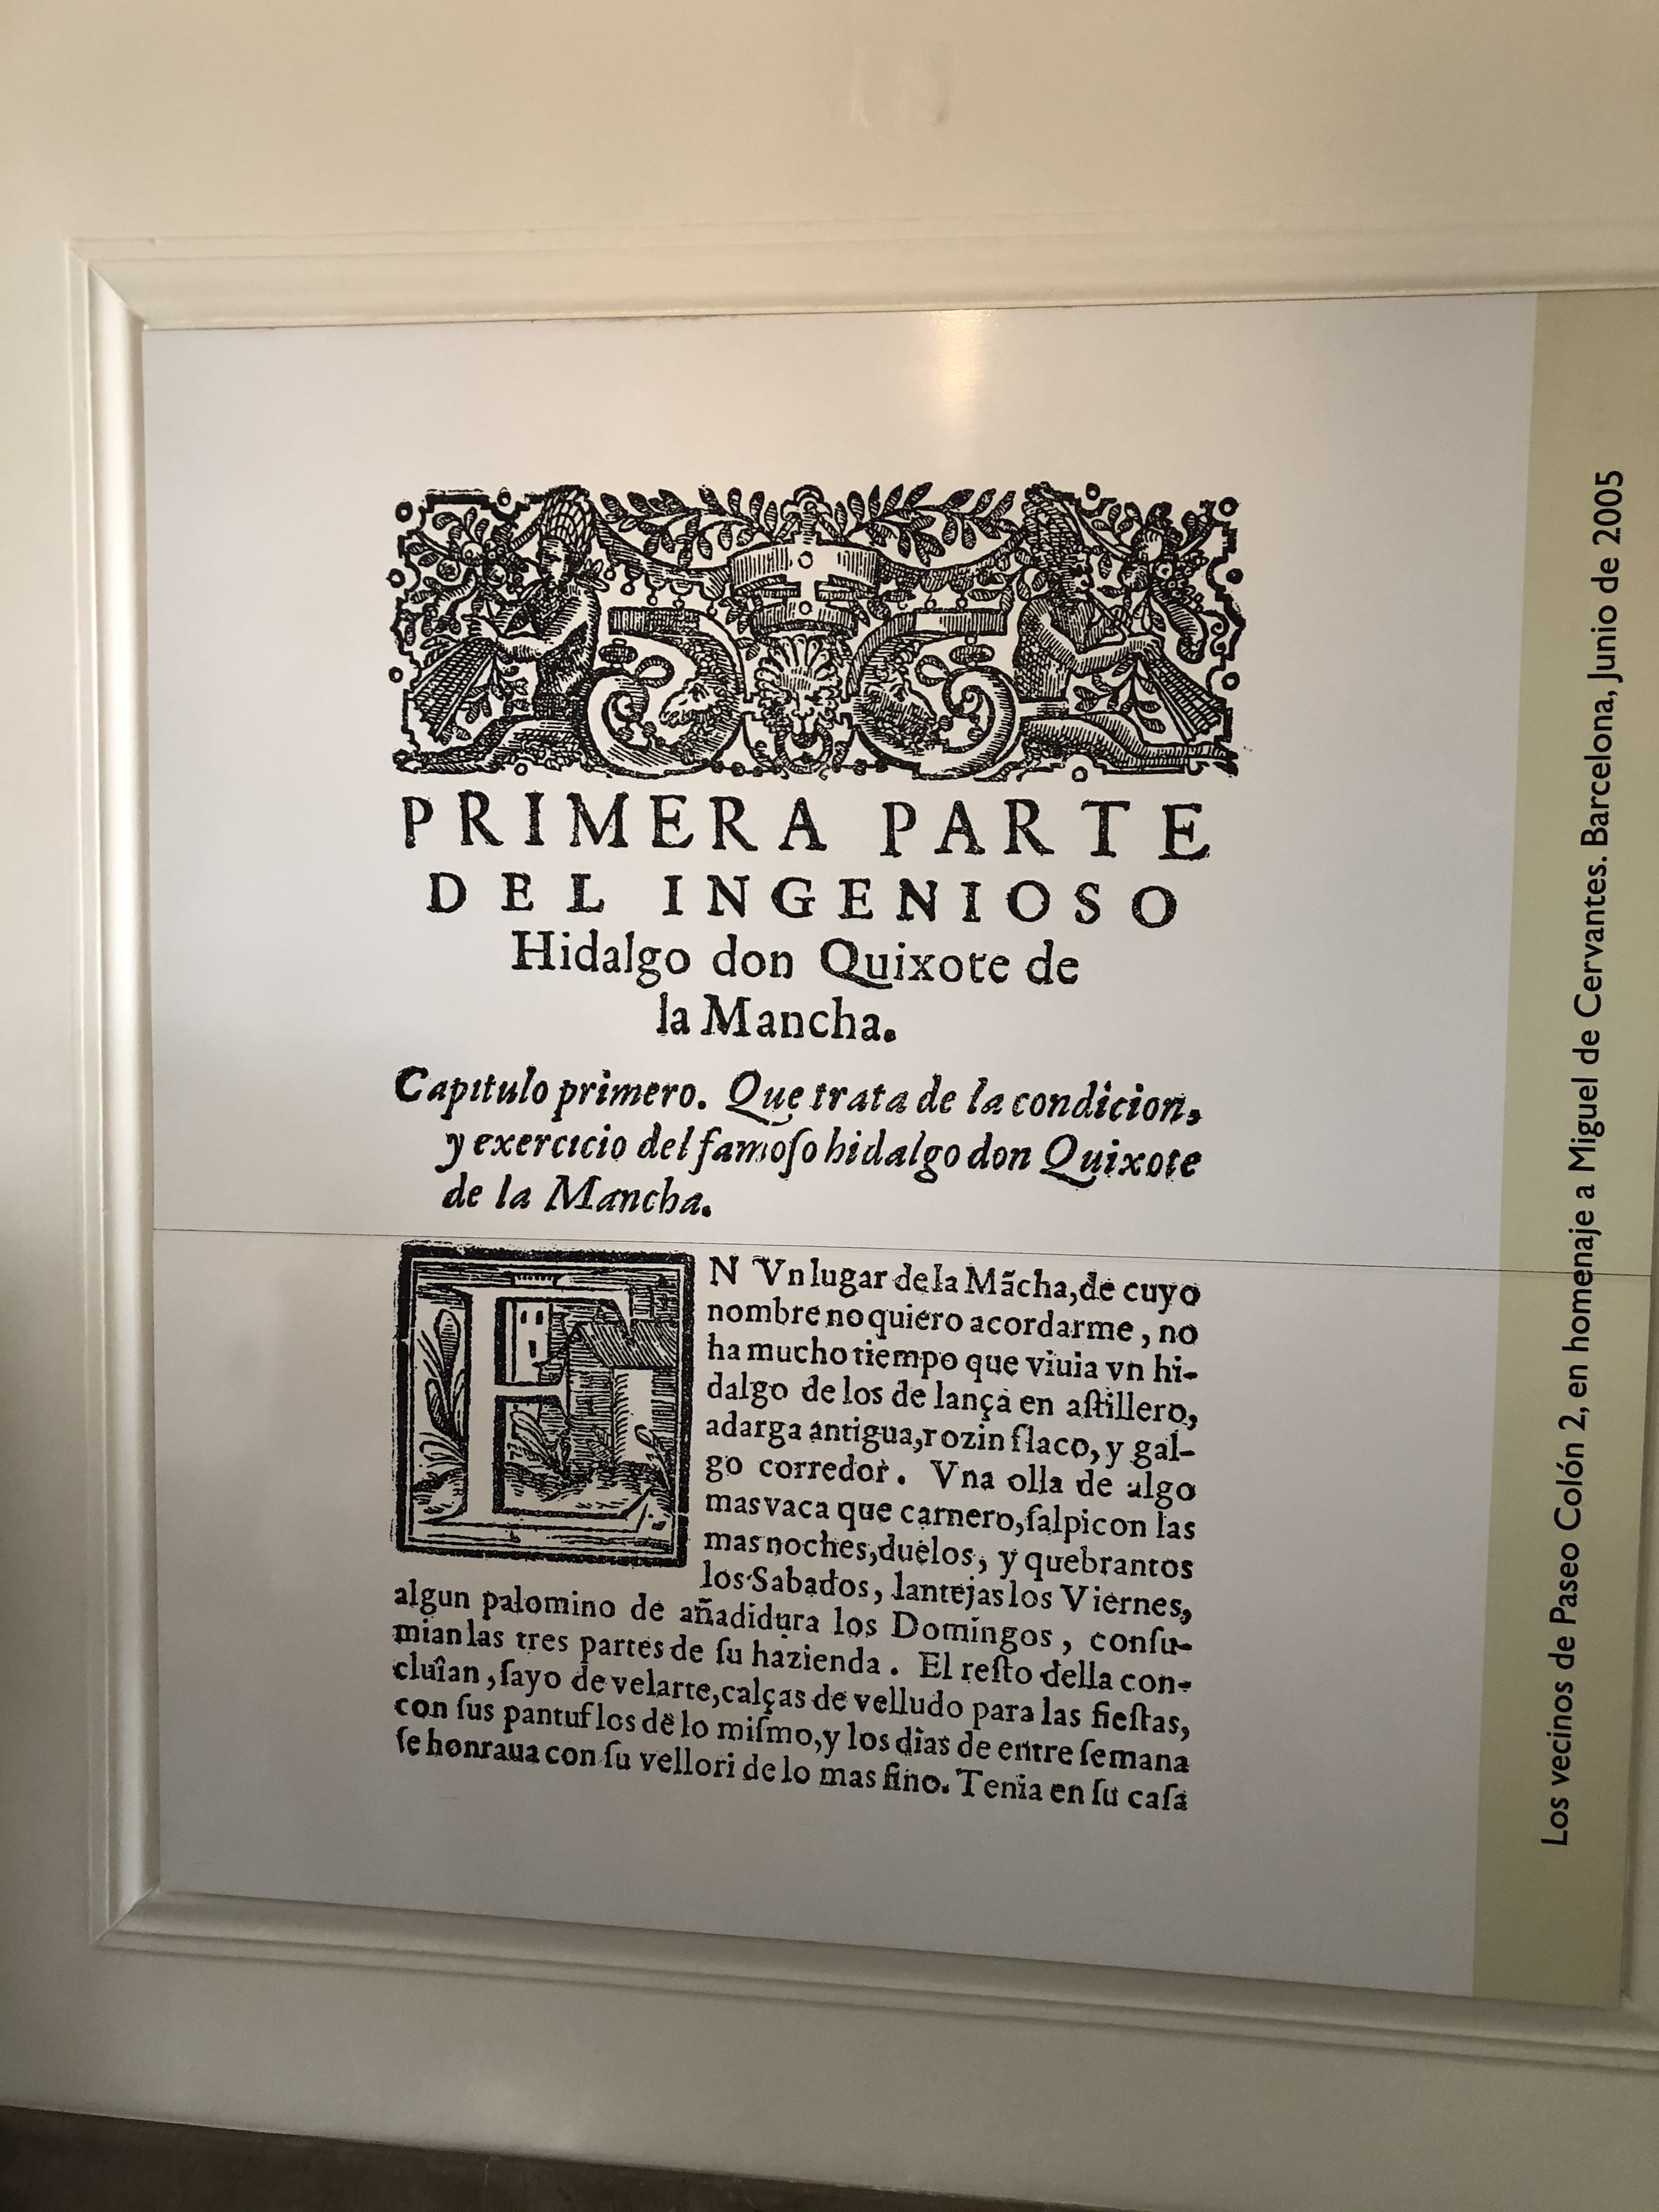 PRIMERA PARTE
DEL INGENIOSO
Hidalgo don Quixote de
la Mancha.
Capitulo primero. Que trata de la condicion,
y exercicio del famoſo hidalgo don Quixote
de la Mancha.
EN Vn lugar de la Mãcha, de cuyo
nombre no quiero acordarme, no
ha mucho tiempo que viuia vn hi-
dalgo de los de lança en aſtillero,
adarga antigua, rozin flaco, y gal-
go corredor. Vna olla de algo
mas vaca que carnero, ſalpicon las
mas noches, duelos, y quebrantos
los Sabados, lantejas los Viernes,
algun palomino de añadidura los Domingos, conſu-
mian las tres partes de ſu hazienda. El reſto della con-
cluîan, ſayo de velarte, calças de velludo para las fieſtas,
con ſus pantuflos de lo miſmo, y los dias de entre ſemana
ſe honraua con ſu vellori de lo mas fino. Tenia en ſu caſa
Los vecinos de Paseo Colón 2, en homenaje a Miguel de Cervantes. Barcelona, Junio de 2005